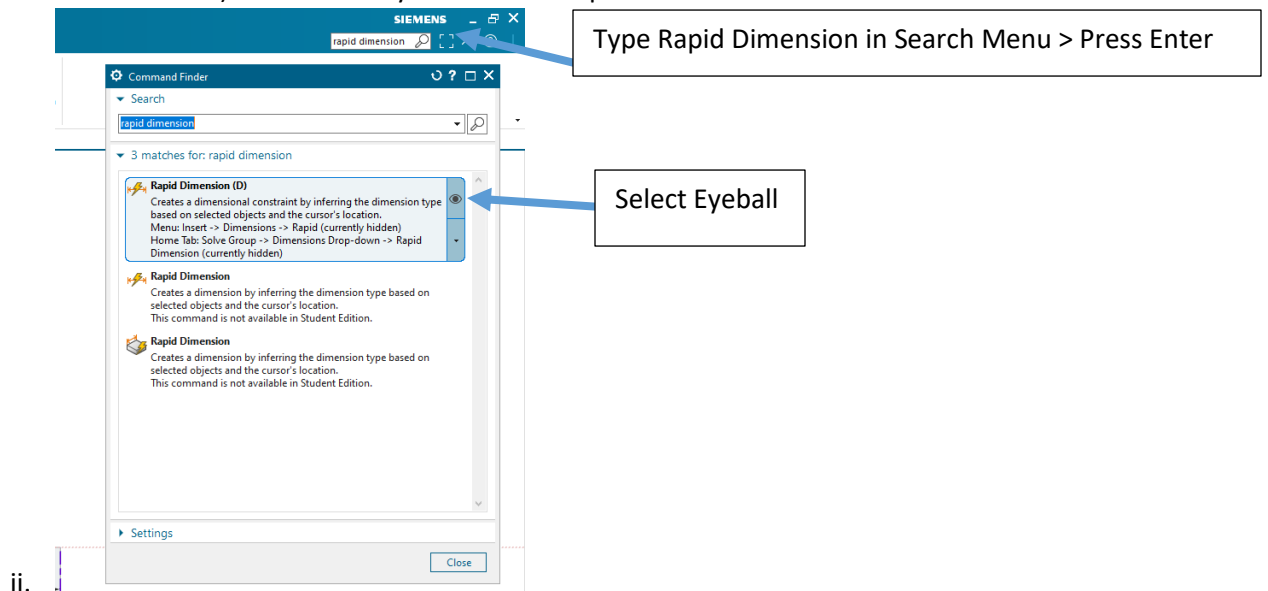 SIEMENS
rapid dimension
Type Rapid Dimension in Search Menu > Press Enter
Command Finder
Search
rapid dimension
3 matches for: rapid dimension
Rapid Dimension (D)
Creates a dimensional constraint by inferring the dimension type
based on selected objects and the cursor's location.
Menu: Insert -> Dimensions -> Rapid (currently hidden)
Home Tab: Solve Group -> Dimensions Drop-down -> Rapid
Dimension (currently hidden)
Select Eyeball
Rapid Dimension
Creates a dimension by inferring the dimension type based on
selected objects and the cursor's location.
This command is not available in Student Edition.
Rapid Dimension
Creates a dimension by inferring the dimension type based on
selected objects and the cursor's location.
This command is not available in Student Edition.
Settings
Close
ii.